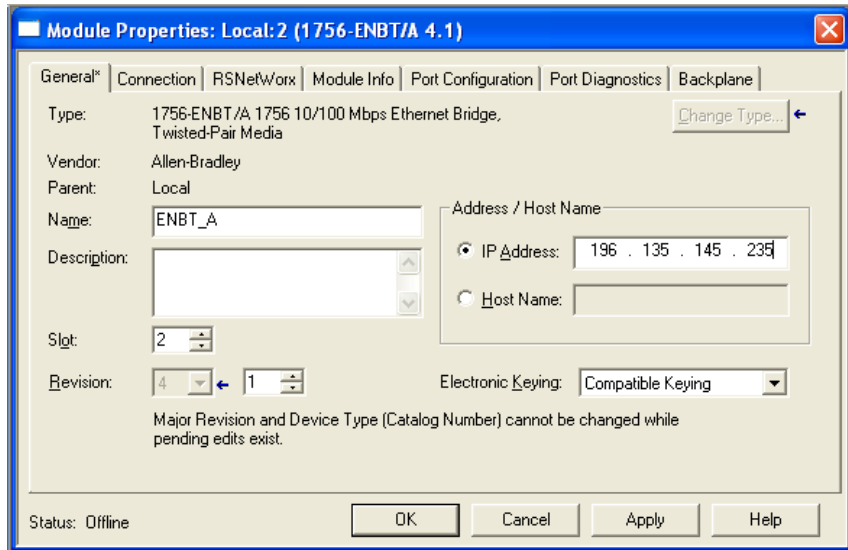 Module Properties: Local:2 (1756-ENBT/A 4.1)
General* Connection RSNetWorx Module Info Port Configuration Port Diagnostics Backplane
Type: 1756-ENBT/A 1756 10/100 Mbps Ethernet Bridge, Change Type...
Twisted-Pair Media
Vendor: Allen-Bradley
Parent: Local
Name: ENBT_A
Address / Host Name
IP Address: 196 . 135 . 145 . 235
Description:
Host Name:
Slot: 2
Revision: 4 1 Electronic Keying: Compatible Keying
Major Revision and Device Type (Catalog Number) cannot be changed while
pending edits exist.
Status: Offline OK Cancel Apply Help